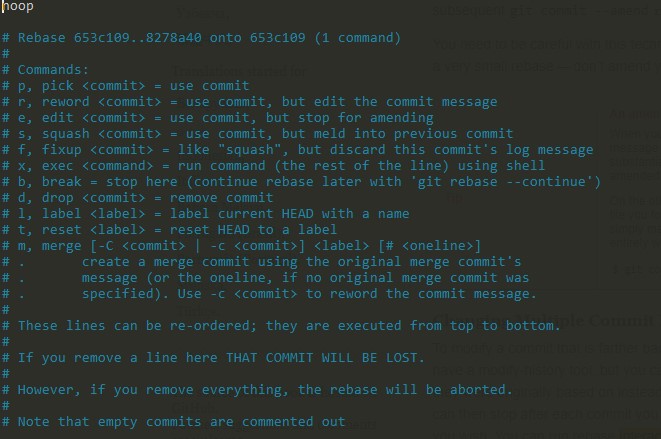 noop

# Rebase 653c109..8278a40 onto 653c109 (1 command)
#
# Commands:
# p, pick <commit> = use commit
# r, reword <commit> = use commit, but edit the commit message
# e, edit <commit> = use commit, but stop for amending
# s, squash <commit> = use commit, but meld into previous commit
# f, fixup <commit> = like "squash", but discard this commit's log message
# x, exec <command> = run command (the rest of the line) using shell
# b, break = stop here (continue rebase later with 'git rebase --continue')
# d, drop <commit> = remove commit
# l, label <label> = label current HEAD with a name
# t, reset <label> = reset HEAD to a label
# m, merge [-C <commit> | -c <commit>] <label> [# <oneline>]
# .       create a merge commit using the original merge commit's
# .       message (or the oneline, if no original merge commit was
# .       specified). Use -c <commit> to reword the commit message.
#
# These lines can be re-ordered; they are executed from top to bottom.
#
# If you remove a line here THAT COMMIT WILL BE LOST.
#
# However, if you remove everything, the rebase will be aborted.
#
# Note that empty commits are commented out